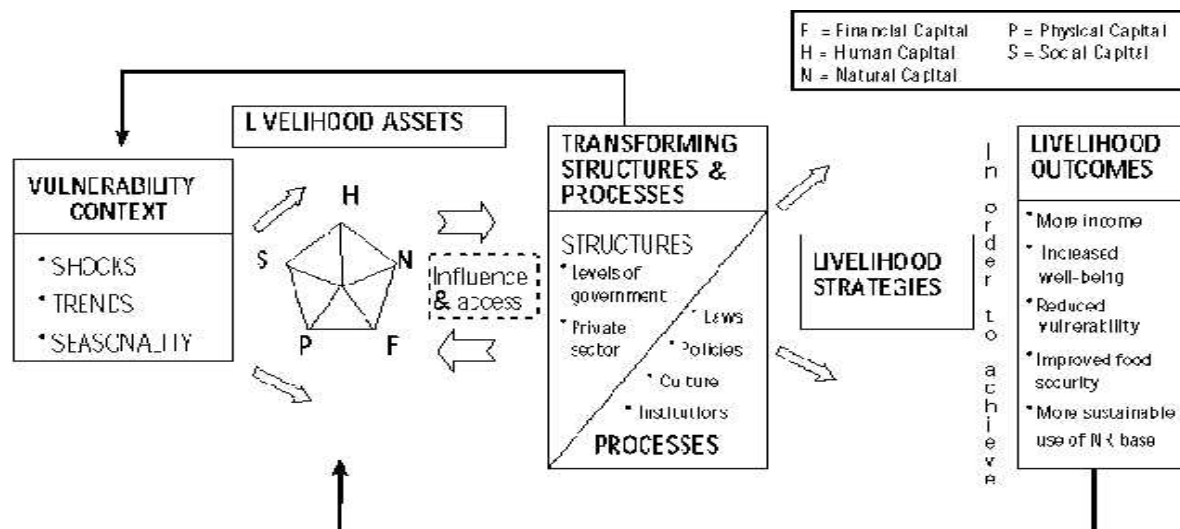 F = Financial Capital P = Physical Capital
H = Human Capital S = Social Capital
N = Natural Capital
LIVELIHOOD ASSETS
VULNERABILITY
CONTEXT
• SHOCKS
• TRENDS
• SEASONALITY
H
S
N
P
F
Influence
& access
TRANSFORMING
STRUCTURES &
PROCESSES
STRUCTURES
• Levels of
government
• Private
sector
• Laws
• Policies
• Culture
• Institutions
PROCESSES
LIVELIHOOD
STRATEGIES
In order to achieve
LIVELIHOOD
OUTCOMES
• More income
• Increased
well-being
• Reduced
vulnerability
• Improved food
security
• More sustainable
use of NR base